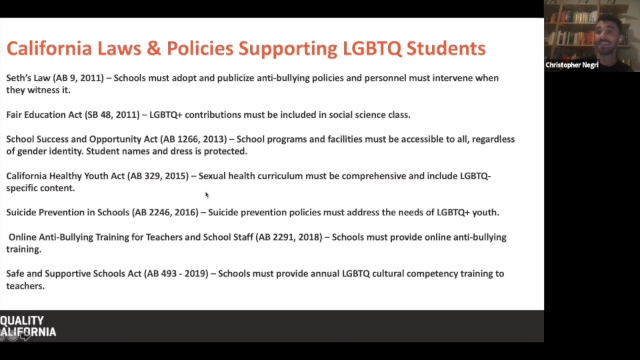 California Laws & Policies Supporting LGBTQ Students
Christopher Negri
Seth's Law (AB 9, 2011) – Schools must adopt and publicize anti-bullying policies and personnel must intervene when
they witness it.
Fair Education Act (SB 48, 2011) – LGBTQ+ contributions must be included in social science class.
School Success and Opportunity Act (AB 1266, 2013) – School programs and facilities must be accessible to all, regardless
of gender identity. Student names and dress is protected.
California Healthy Youth Act (AB 329, 2015) – Sexual health curriculum must be comprehensive and include LGBTQ-
specific content.
Suicide Prevention in Schools (AB 2246, 2016) – Suicide prevention policies must address the needs of LGBTQ+ youth.
Online Anti-Bullying Training for Teachers and School Staff (AB 2291, 2018) – Schools must provide online anti-bullying
training.
Safe and Supportive Schools Act (AB 493 - 2019) – Schools must provide annual LGBTQ cultural competency training to
teachers.
QUALITY
ALIFORNIA